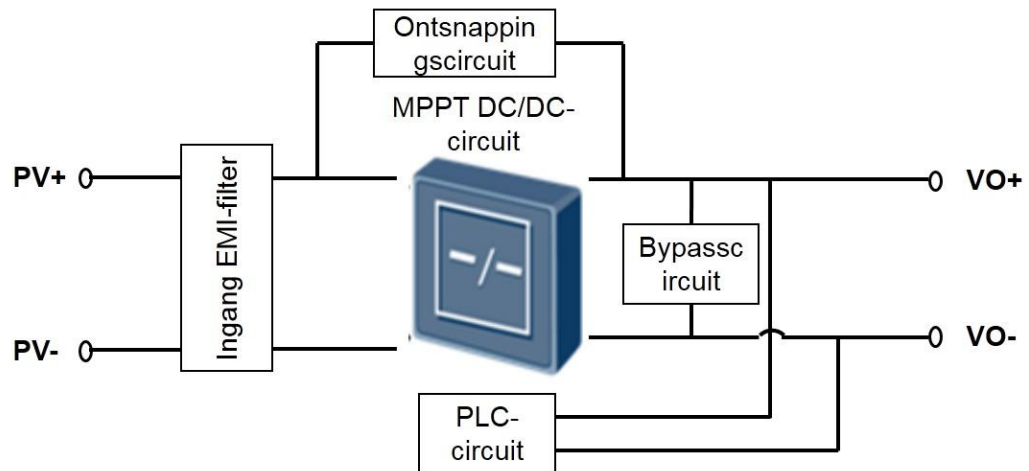 Ontsnappin
gscircuit
MPPT DC/DC-
circuit
PV+
VO+
Ingang EMI-filter
Bypassc
ircuit
PV-
VO-
PLC-
circuit